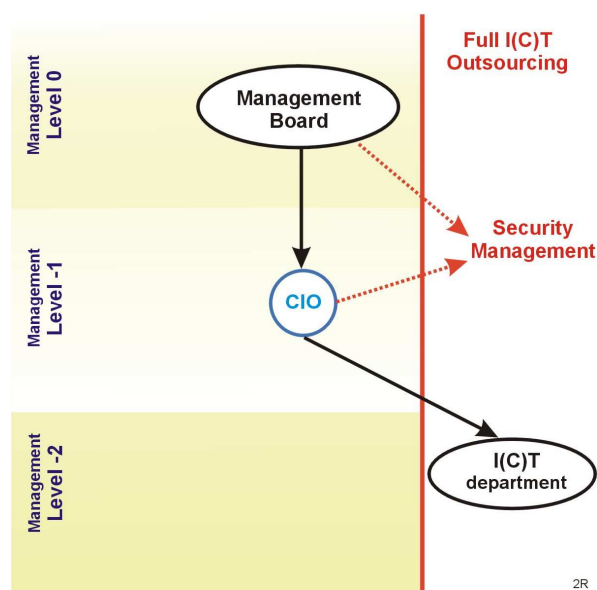 Full I(C)T
Outsourcing
Management
Level 0
Management
Board
Security
Management
Management
Level -1
CIO
Management
Level -2
I(C)T
department
2R